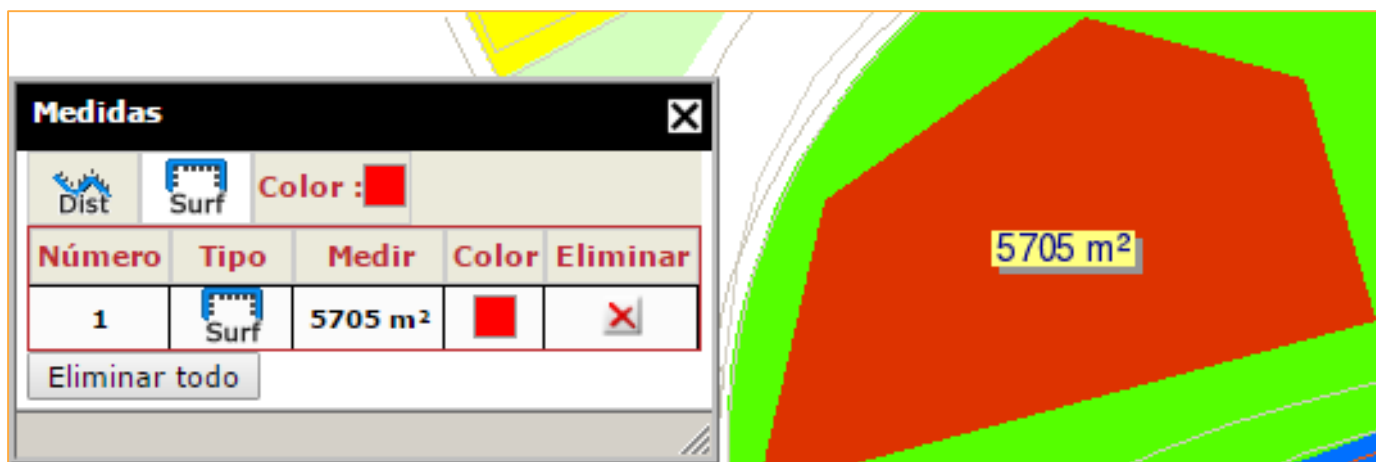 Medidas
Dist Surf Color :
Número Tipo Medir Color Eliminar
1 Surf 5705 m²
Eliminar todo
5705 m²